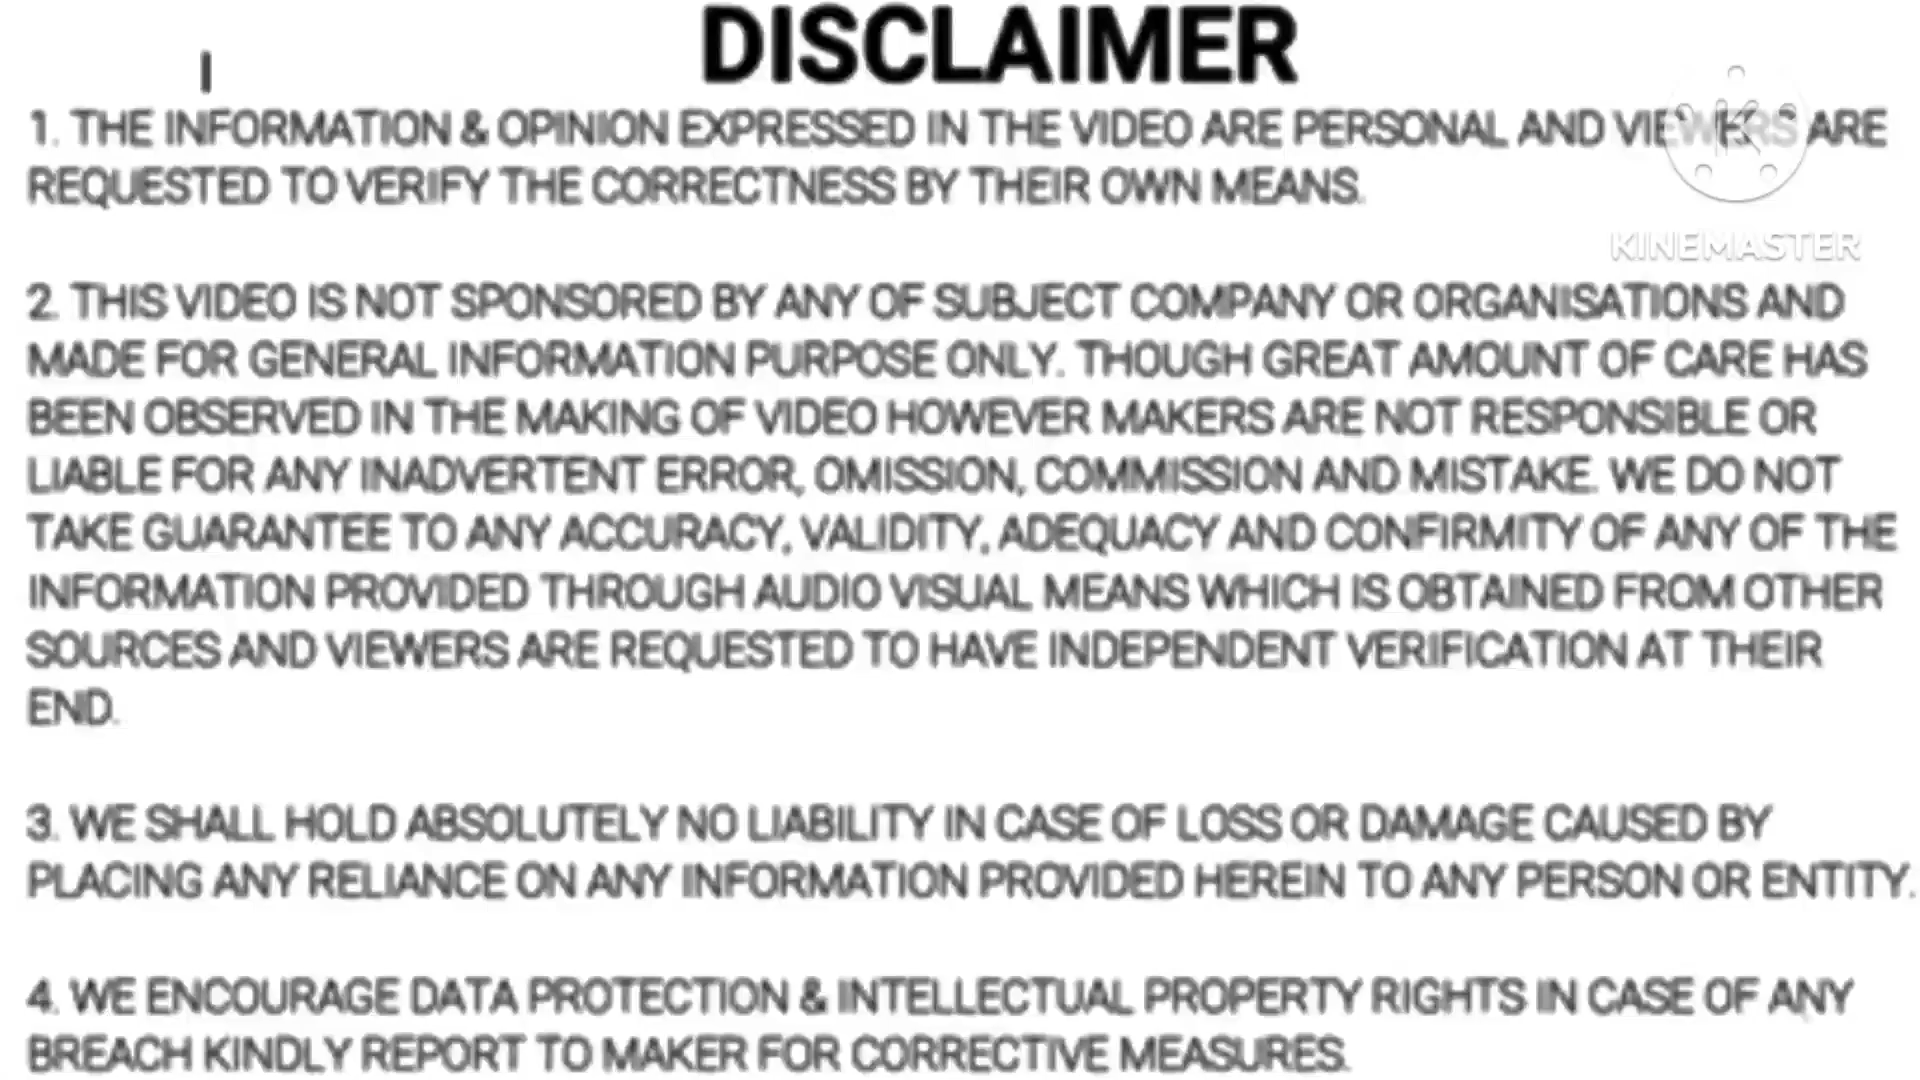 DISCLAIMER
1. THE INFORMATION & OPINION EXPRESSED IN THE VIDEO ARE PERSONAL AND VIEWERS ARE
REQUESTED TO VERIFY THE CORRECTNESS BY THEIR OWN MEANS.
KINEMASTER
2. THIS VIDEO IS NOT SPONSORED BY ANY OF SUBJECT COMPANY OR ORGANISATIONS AND
MADE FOR GENERAL INFORMATION PURPOSE ONLY. THOUGH GREAT AMOUNT OF CARE HAS
BEEN OBSERVED IN THE MAKING OF VIDEO HOWEVER MAKERS ARE NOT RESPONSIBLE OR
LIABLE FOR ANY INADVERTENT ERROR, OMISSION, COMMISSION AND MISTAKE. WE DO NOT
TAKE GUARANTEE TO ANY ACCURACY, VALIDITY, ADEQUACY AND CONFIRMITY OF ANY OF THE
INFORMATION PROVIDED THROUGH AUDIO VISUAL MEANS WHICH IS OBTAINED FROM OTHER
SOURCES AND VIEWERS ARE REQUESTED TO HAVE INDEPENDENT VERIFICATION AT THEIR
END.
3. WE SHALL HOLD ABSOLUTELY NO LIABILITY IN CASE OF LOSS OR DAMAGE CAUSED BY
PLACING ANY RELIANCE ON ANY INFORMATION PROVIDED HEREIN TO ANY PERSON OR ENTITY.
4. WE ENCOURAGE DATA PROTECTION & INTELLECTUAL PROPERTY RIGHTS IN CASE OF ANY
BREACH KINDLY REPORT TO MAKER FOR CORRECTIVE MEASURES.